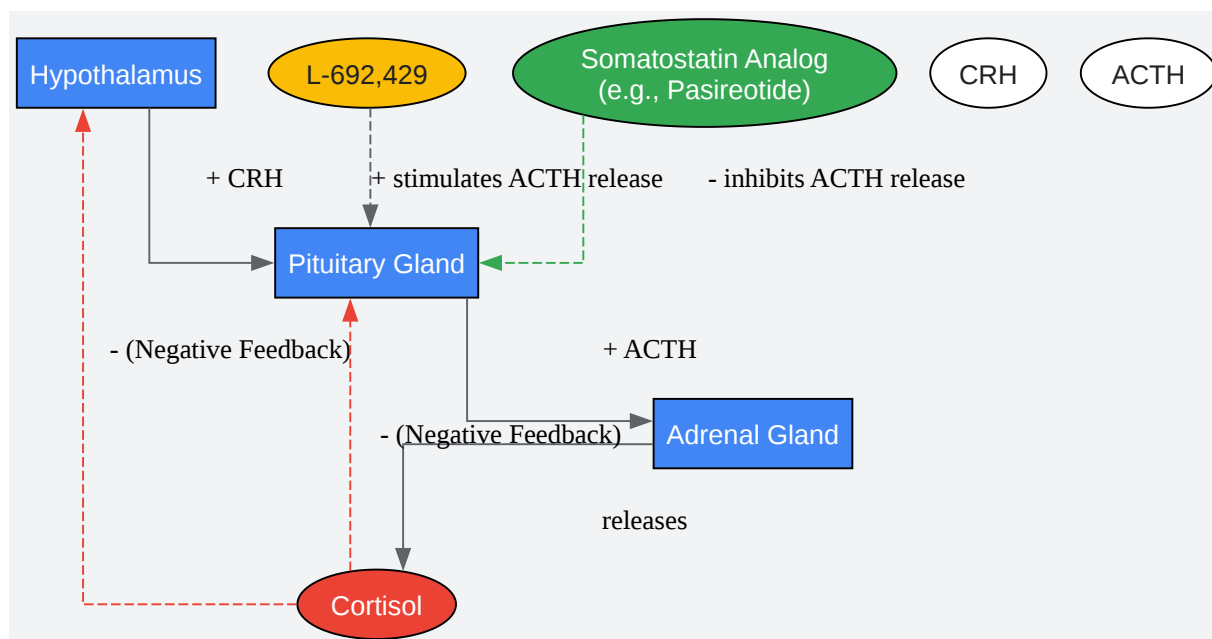 Hypothalamus
L-692,429
Somatostatin Analog
(e.g., Pasireotide)
CRH
ACTH
+ CRH
+ stimulates ACTH release
- inhibits ACTH release
Pituitary Gland
- (Negative Feedback)
+ ACTH
- (Negative Feedback)
Adrenal Gland
releases
Cortisol